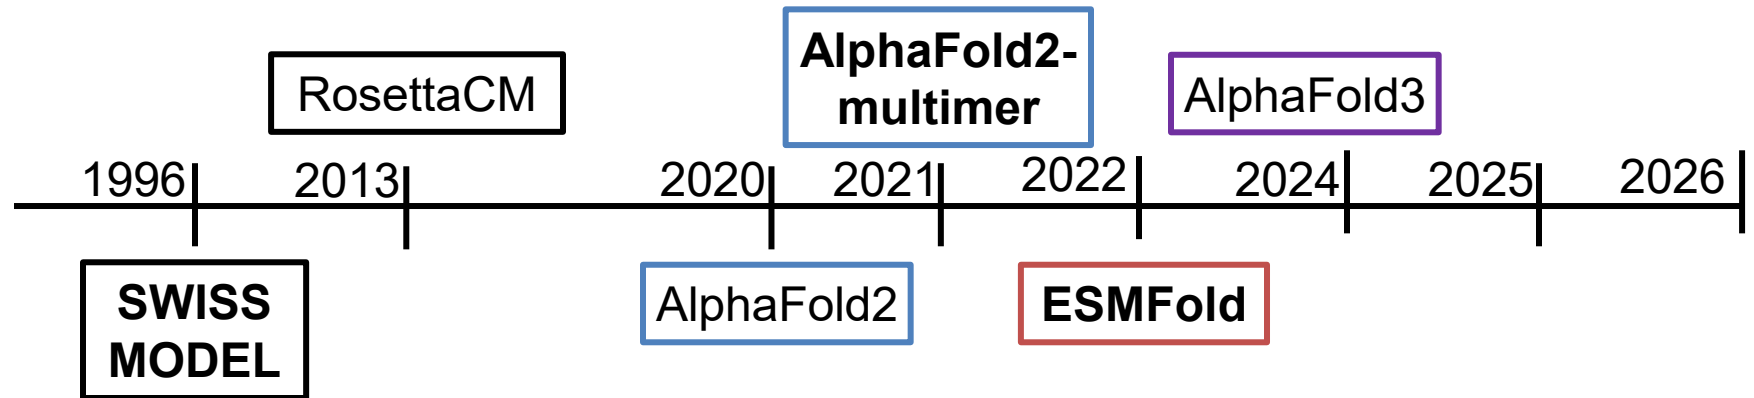 AlphaFold2-
multimer
RosettaCM
AlphaFold3
1996
2013
2020
2021
2022
2024
2025
2026
SWISS
MODEL
AlphaFold2
ESMFold